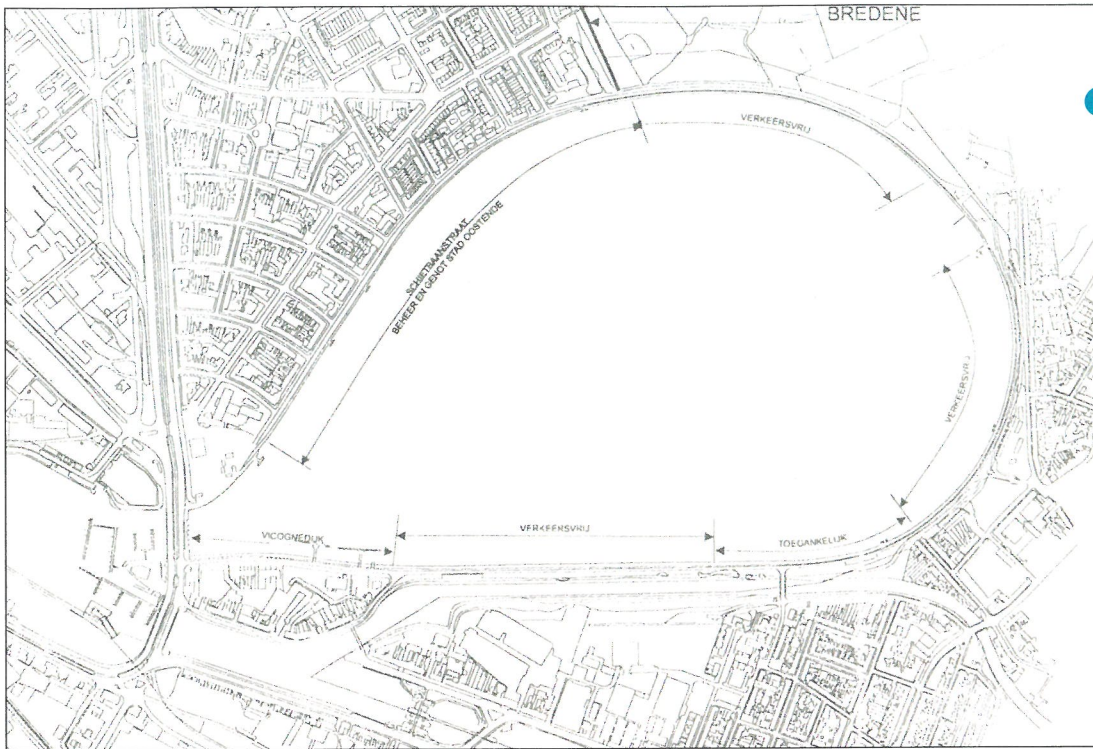 BREDENE
VERKEERSVRIJ
SCHIETBAANSTRAAT
BEHEER EN GENOT STAD OOSTENDE
VERKEERSVRIJ
VICOGNEDIJK
VERKEERSVRIJ
TOEGANKELIJK